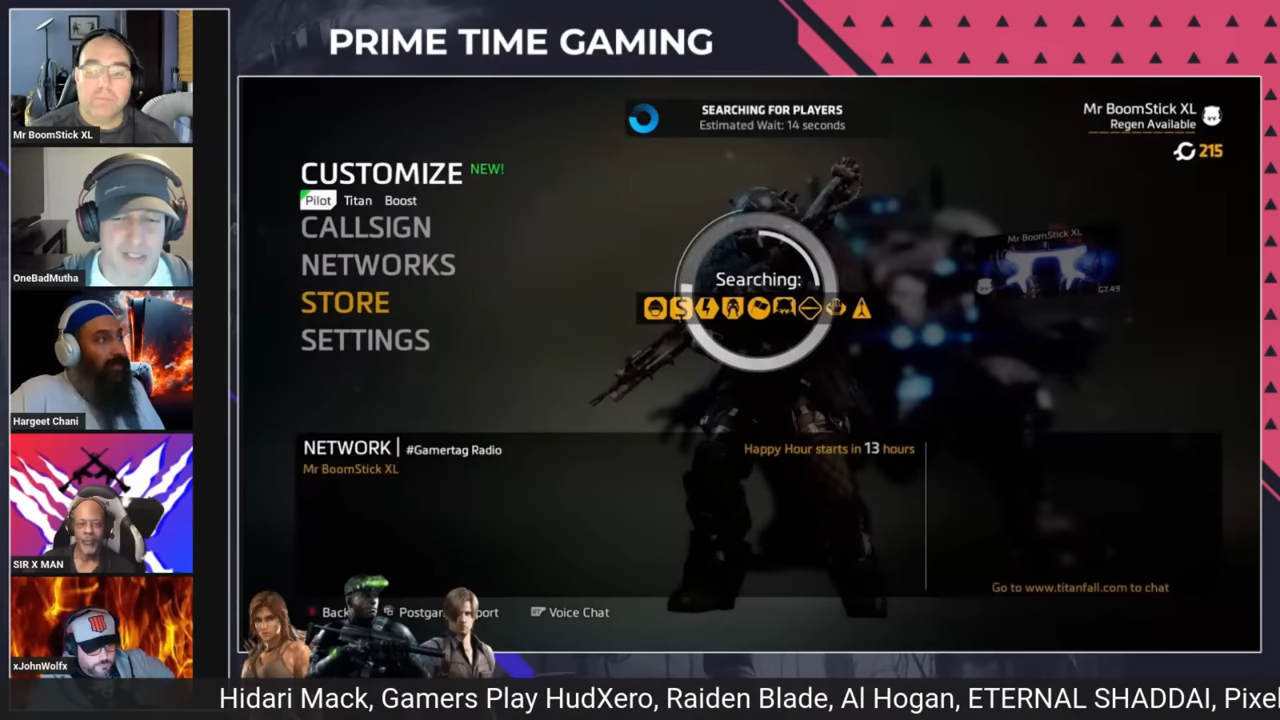 PRIME TIME GAMING
Mr BoomStick XL
OneBadMutha
Hargeet Chani
SIR X MAN
xJohnWolfx
SEARCHING FOR PLAYERS
Estimated Wait: 14 seconds
Mr BoomStick XL
Regen Available
215
CUSTOMIZE NEW!
Pilot Titan Boost
CALLSIGN
NETWORKS
STORE
SETTINGS
Searching:
Mr BoomStick XL
G7.49
NETWORK | #Gamertag Radio
Mr BoomStick XL
Happy Hour starts in 13 hours
Go to www.titanfall.com to chat
Back Postgam port Voice Chat
Hidari Mack, Gamers Play HudXero, Raiden Blade, Al Hogan, ETERNAL SHADDAI, Pixel